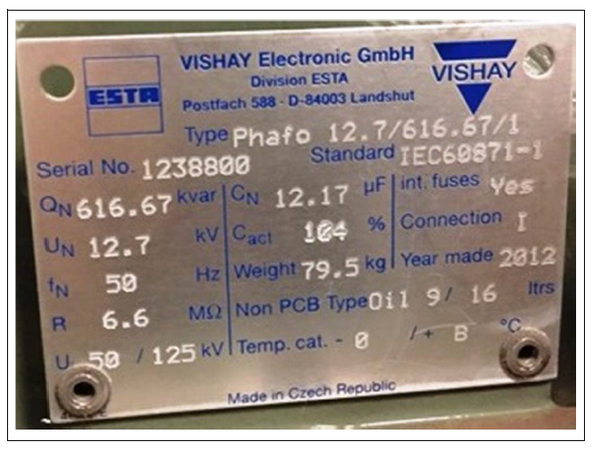 VISHAY Electronic GmbH
Division ESTA
Postfach 588 - D-84003 Landshut
ESTA
VISHAY
Type Phafo 12.7/616.67/1
Serial No. 1238800 Standard IEC60871-1
QN 616.67 kvar CN 12.17 µF int. fuses Yes
UN 12.7 kV Cact 104 % Connection I
fN 50 Hz Weight 79.5 kg Year made 2012
R 6.6 MΩ Non PCB Type Oil 9/ 16 ltrs
U 50 / 125 kV Temp. cat. - 0 / + B °C
Made in Czech Republic